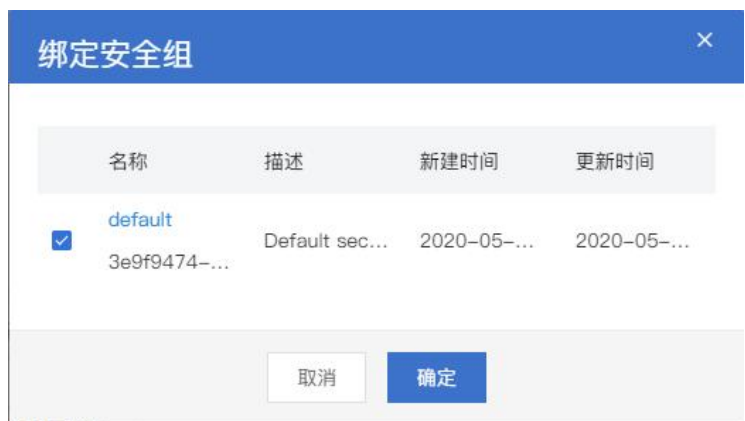 绑定安全组
名称 描述 新建时间 更新时间
default
3e9f9474-... Default sec... 2020-05-... 2020-05-...
取消 确定